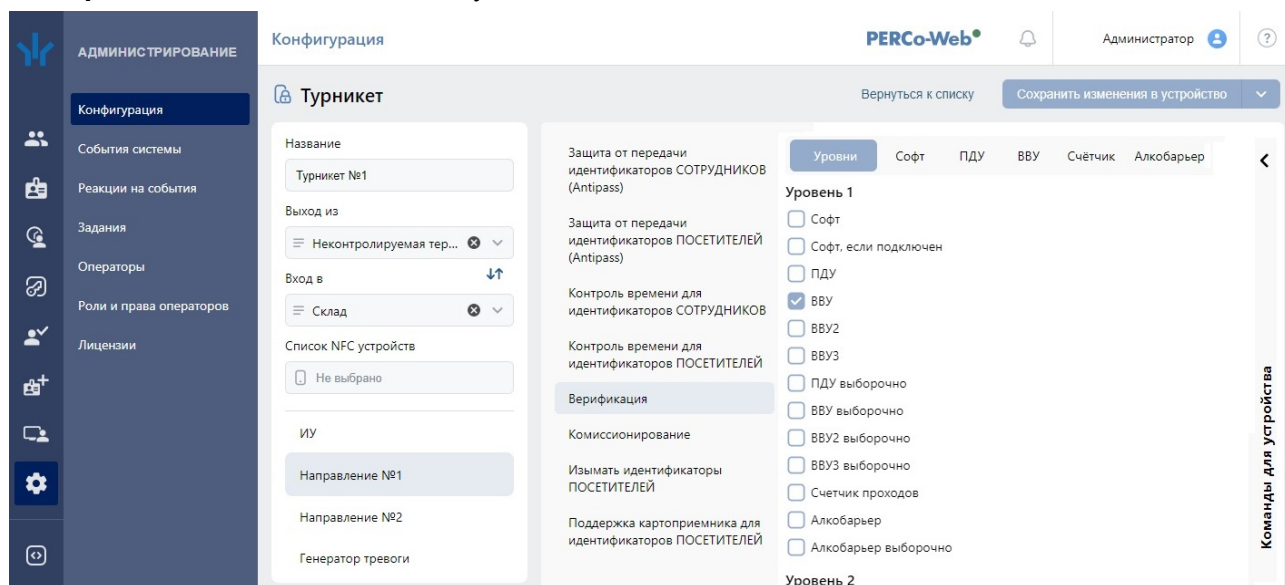 АДМИНИСТРИРОВАНИЕ
Конфигурация
События системы
Реакции на события
Задания
Операторы
Роли и права операторов
Лицензии
Конфигурация
PERCo-Web
Администратор
?
Турникет
Вернуться к списку
Сохранить изменения в устройство
Название
Турникет №1
Выход из
Неконтролируемая тер...
Вход в
Склад
Список NFC устройств
Не выбрано
ИУ
Направление №1
Направление №2
Генератор тревоги
Защита от передачи
идентификаторов СОТРУДНИКОВ
(Antipass)
Защита от передачи
идентификаторов ПОСЕТИТЕЛЕЙ
(Antipass)
Контроль времени для
идентификаторов СОТРУДНИКОВ
Контроль времени для
идентификаторов ПОСЕТИТЕЛЕЙ
Верификация
Комиссионирование
Изымать идентификаторы
ПОСЕТИТЕЛЕЙ
Поддержка картоприемника для
идентификаторов ПОСЕТИТЕЛЕЙ
Уровни Софт ПДУ ВВУ Счётчик Алкобарьер
Уровень 1
Софт
Софт, если подключен
ПДУ
ВВУ
ВВУ2
ВВУ3
ПДУ выборочно
ВВУ выборочно
ВВУ2 выборочно
ВВУ3 выборочно
Счетчик проходов
Алкобарьер
Алкобарьер выборочно
Уровень 2
Команды для устройства